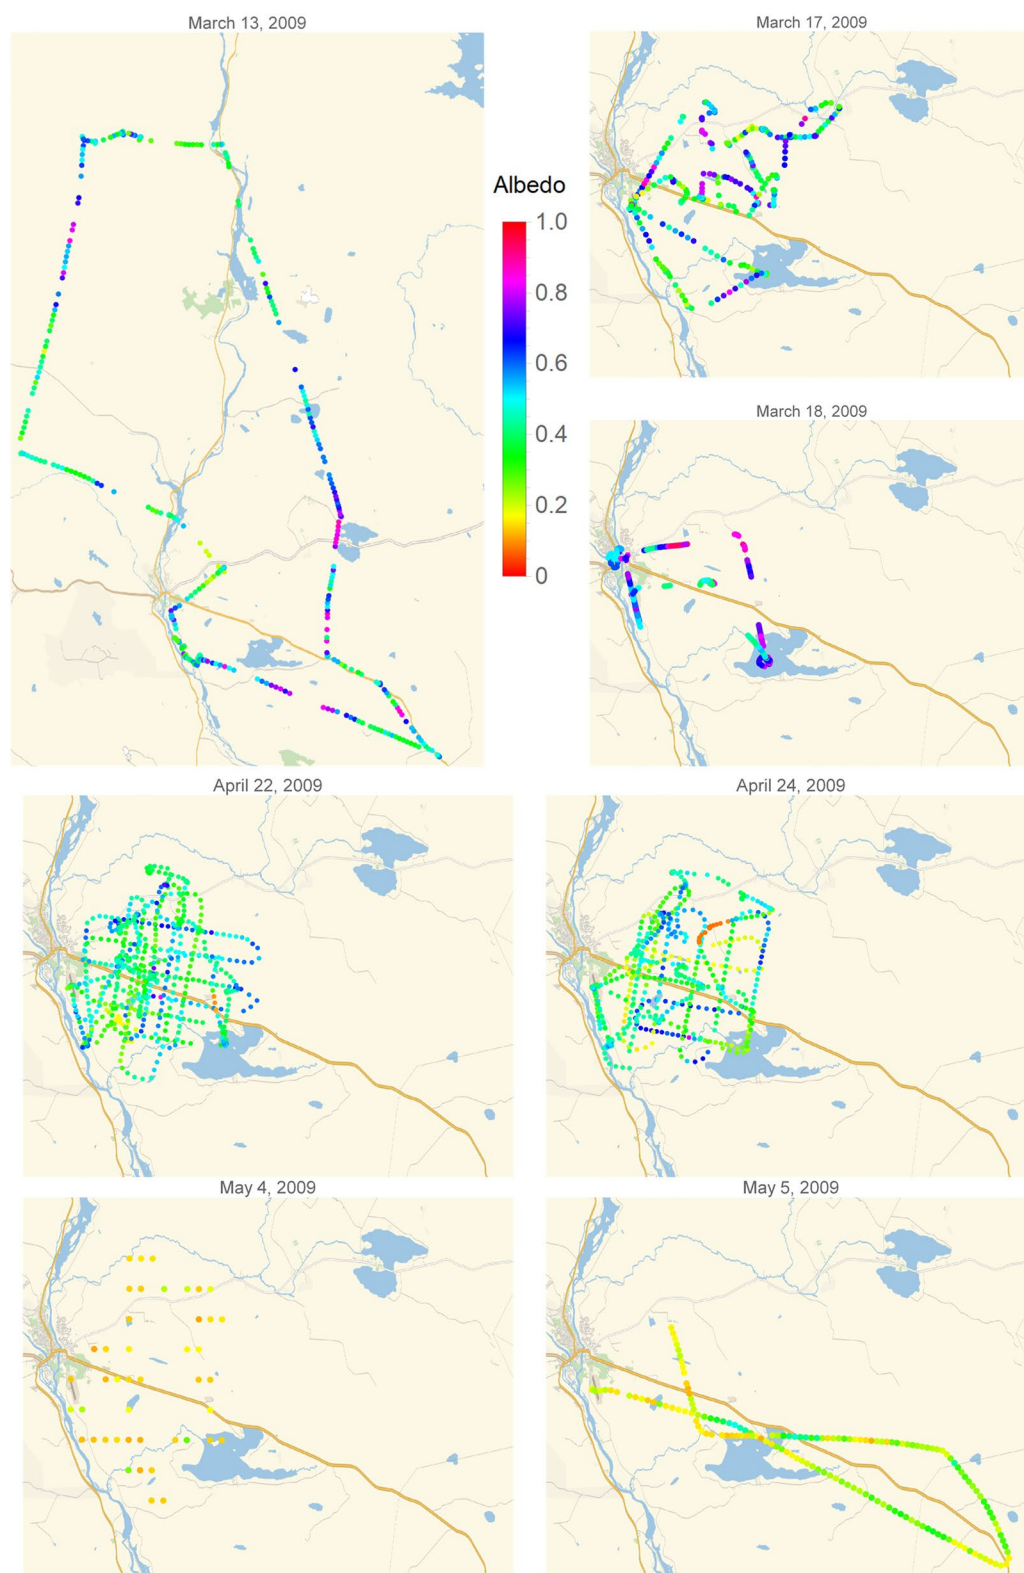 March 13, 2009
March 17, 2009
Albedo
1.0
0.8
0.6
0.4
0.2
0
March 18, 2009
April 22, 2009
April 24, 2009
May 4, 2009
May 5, 2009